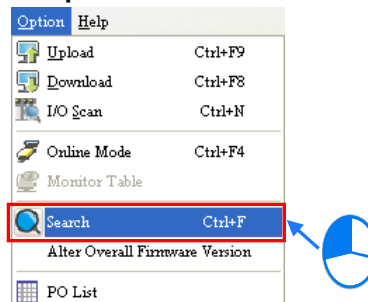 Option Help
Upload Ctrl+F9
Download Ctrl+F8
I/O Scan Ctrl+N
Online Mode Ctrl+F4
Monitor Table
Search Ctrl+F
Alter Overall Firmware Version
PO List